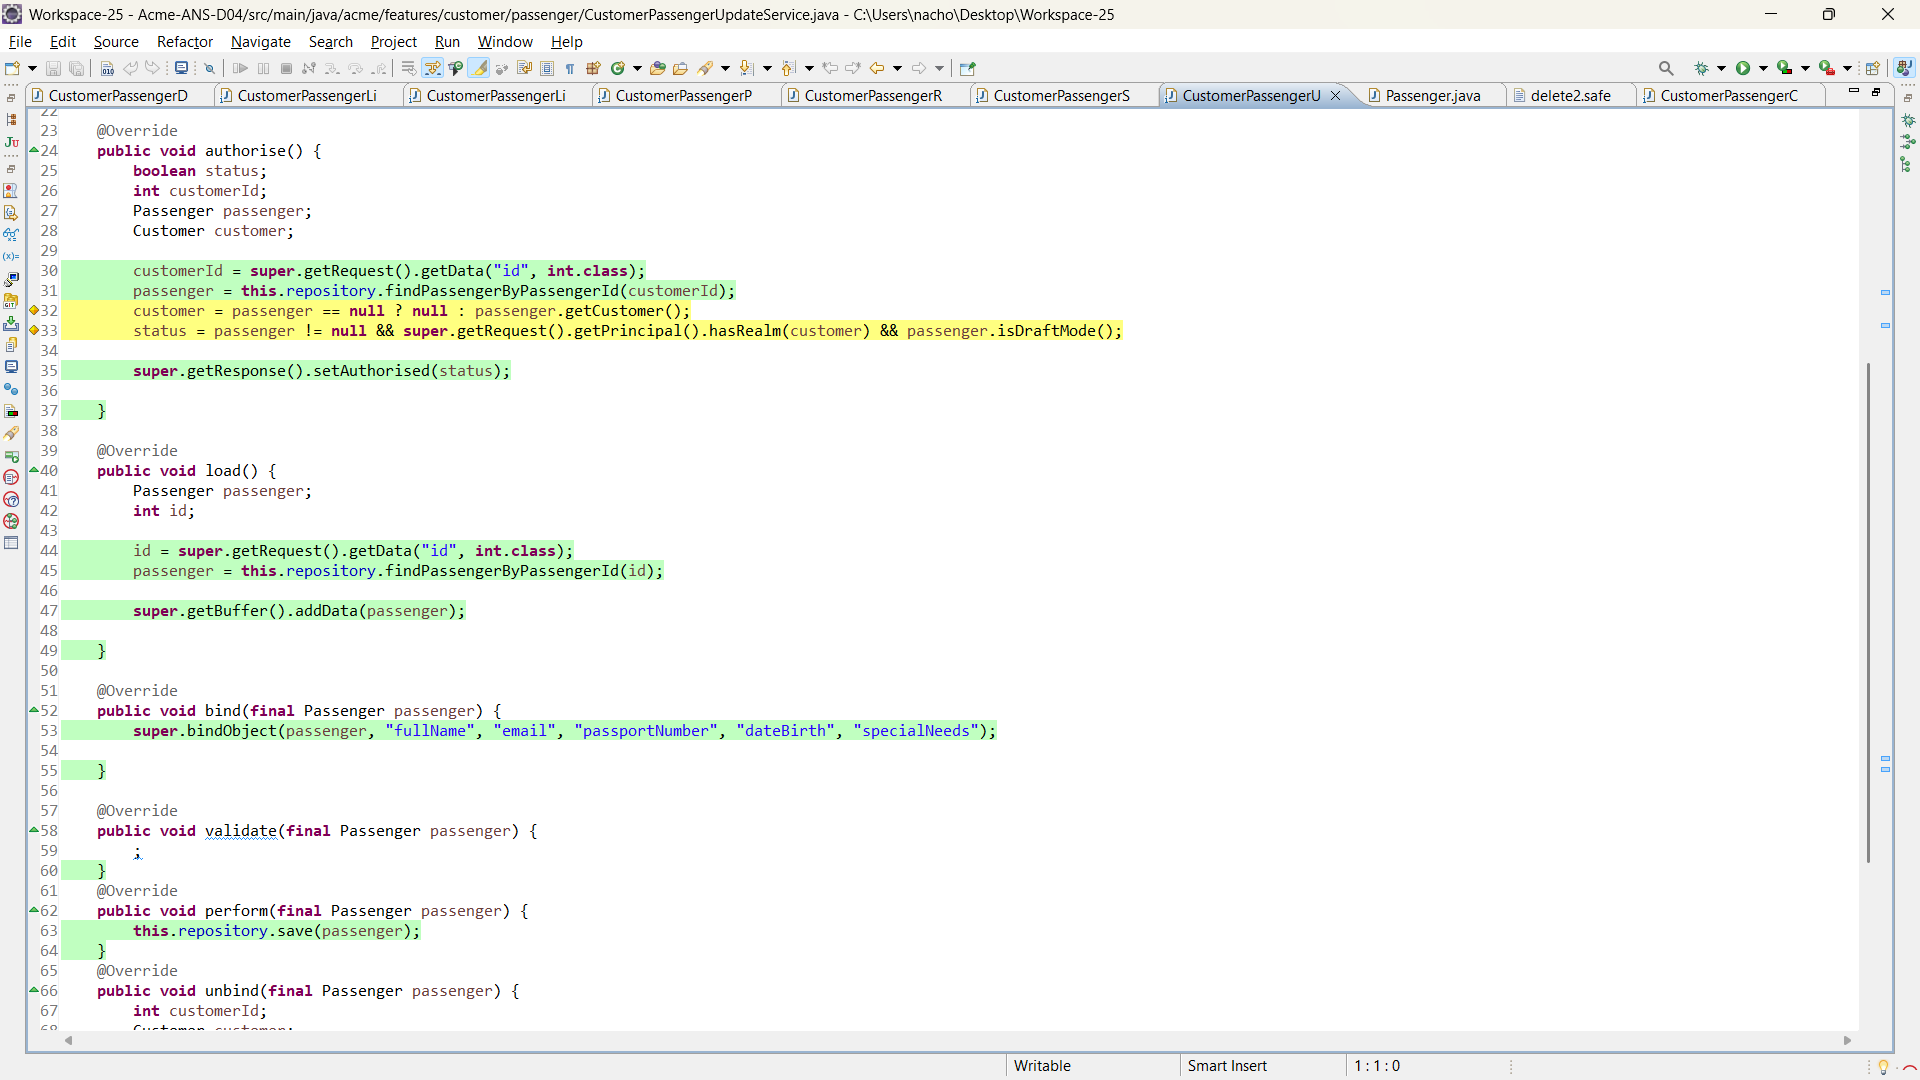 Workspace-25 - Acme-ANS-D04/src/main/java/acme/features/customer/passenger/CustomerPassengerUpdateService.java - C:\Users\nacho\Desktop\Workspace-25
File Edit Source Refactor Navigate Search Project Run Window Help
CustomerPassengerD CustomerPassengerLi CustomerPassengerLi CustomerPassengerP CustomerPassengerR CustomerPassengerS CustomerPassengerU Passenger.java delete2.safe CustomerPassengerC
22
23 @Override
24 public void authorise() {
25 boolean status;
26 int customerId;
27 Passenger passenger;
28 Customer customer;
29
30 customerId = super.getRequest().getData("id", int.class);
31 passenger = this.repository.findPassengerByPassengerId(customerId);
32 customer = passenger == null ? null : passenger.getCustomer();
33 status = passenger != null && super.getRequest().getPrincipal().hasRealm(customer) && passenger.isDraftMode();
34
35 super.getResponse().setAuthorised(status);
36
37 }
38
39 @Override
40 public void load() {
41 Passenger passenger;
42 int id;
43
44 id = super.getRequest().getData("id", int.class);
45 passenger = this.repository.findPassengerByPassengerId(id);
46
47 super.getBuffer().addData(passenger);
48
49 }
50
51 @Override
52 public void bind(final Passenger passenger) {
53 super.bindObject(passenger, "fullName", "email", "passportNumber", "dateBirth", "specialNeeds");
54
55 }
56
57 @Override
58 public void validate(final Passenger passenger) {
59 ;
60 }
61 @Override
62 public void perform(final Passenger passenger) {
63 this.repository.save(passenger);
64 }
65 @Override
66 public void unbind(final Passenger passenger) {
67 int customerId;
68 Customer customer;
Writable Smart Insert 1 : 1 : 0